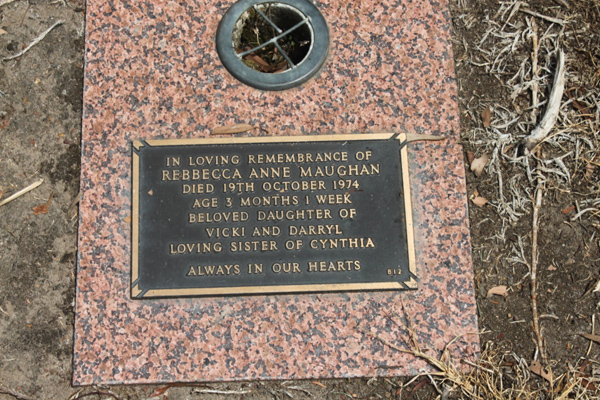 IN LOVING REMEMBRANCE OF
REBBECCA ANNE MAUGHAN
DIED 19TH OCTOBER 1974
AGE 3 MONTHS 1 WEEK
BELOVED DAUGHTER OF
VICKI AND DARRYL
LOVING SISTER OF CYNTHIA
ALWAYS IN OUR HEARTS
812